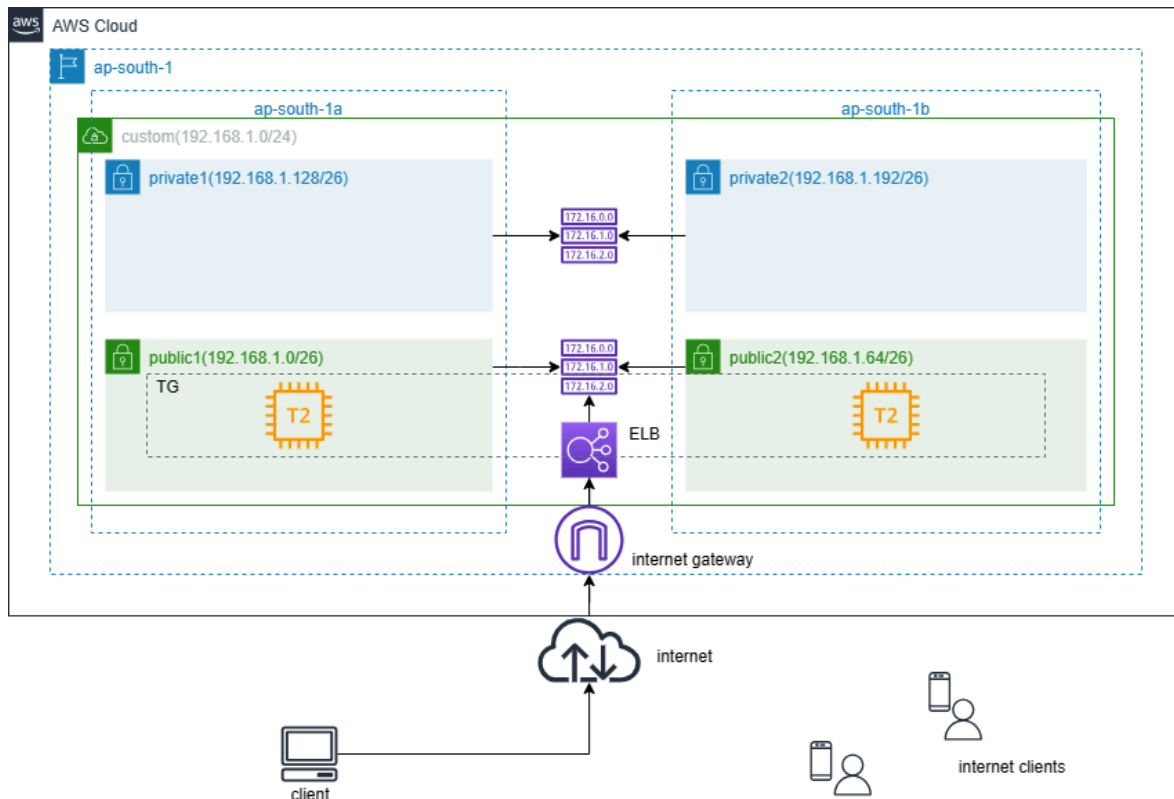 aws
AWS Cloud
ap-south-1
ap-south-1a
ap-south-1b
custom(192.168.1.0/24)
private1(192.168.1.128/26)
private2(192.168.1.192/26)
172.16.0.0
172.16.1.0
172.16.2.0
public1(192.168.1.0/26)
172.16.0.0
172.16.1.0
172.16.2.0
public2(192.168.1.64/26)
TG
T2
T2
ELB
internet gateway
internet
client
internet clients